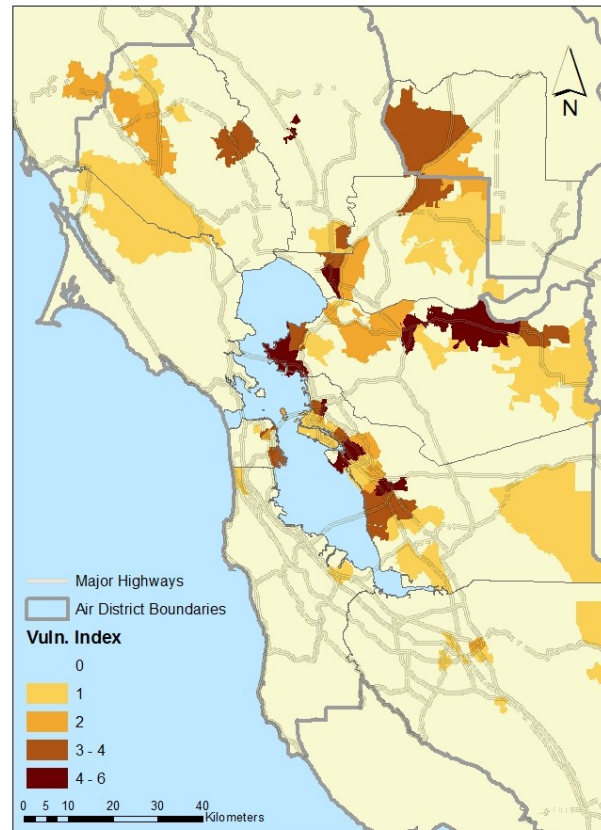 N
Major Highways
Air District Boundaries
Vuln. Index
0
1
2
3 - 4
4 - 6
0 5 10 20 30 40
Kilometers